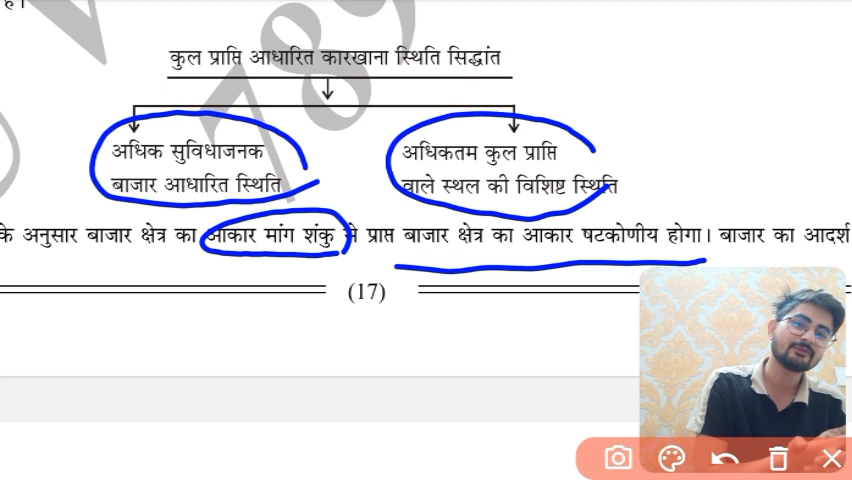 है।
कुल प्राप्ति आधारित कारखाना स्थिति सिद्धांत
अधिक सुविधाजनक
बाजार आधारित स्थिति
अधिकतम कुल प्राप्ति
वाले स्थल की विशिष्ट स्थिति
के अनुसार बाजार क्षेत्र का आकार मांग शंकु से प्राप्त बाजार क्षेत्र का आकार षटकोणीय होगा। बाजार का आदर्श
(17)